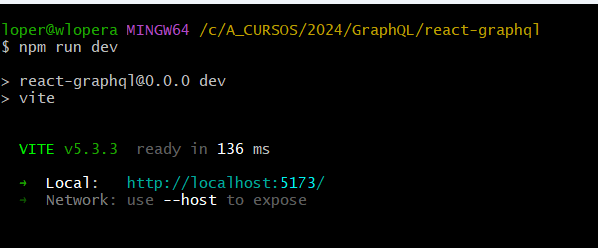 loper@wlopera MINGW64 /c/A_CURSOS/2024/GraphQL/react-graphql
$ npm run dev
> react-graphql@0.0.0 dev
> vite
VITE v5.3.3 ready in 136 ms
➜ Local: http://localhost:5173/
➜ Network: use --host to expose